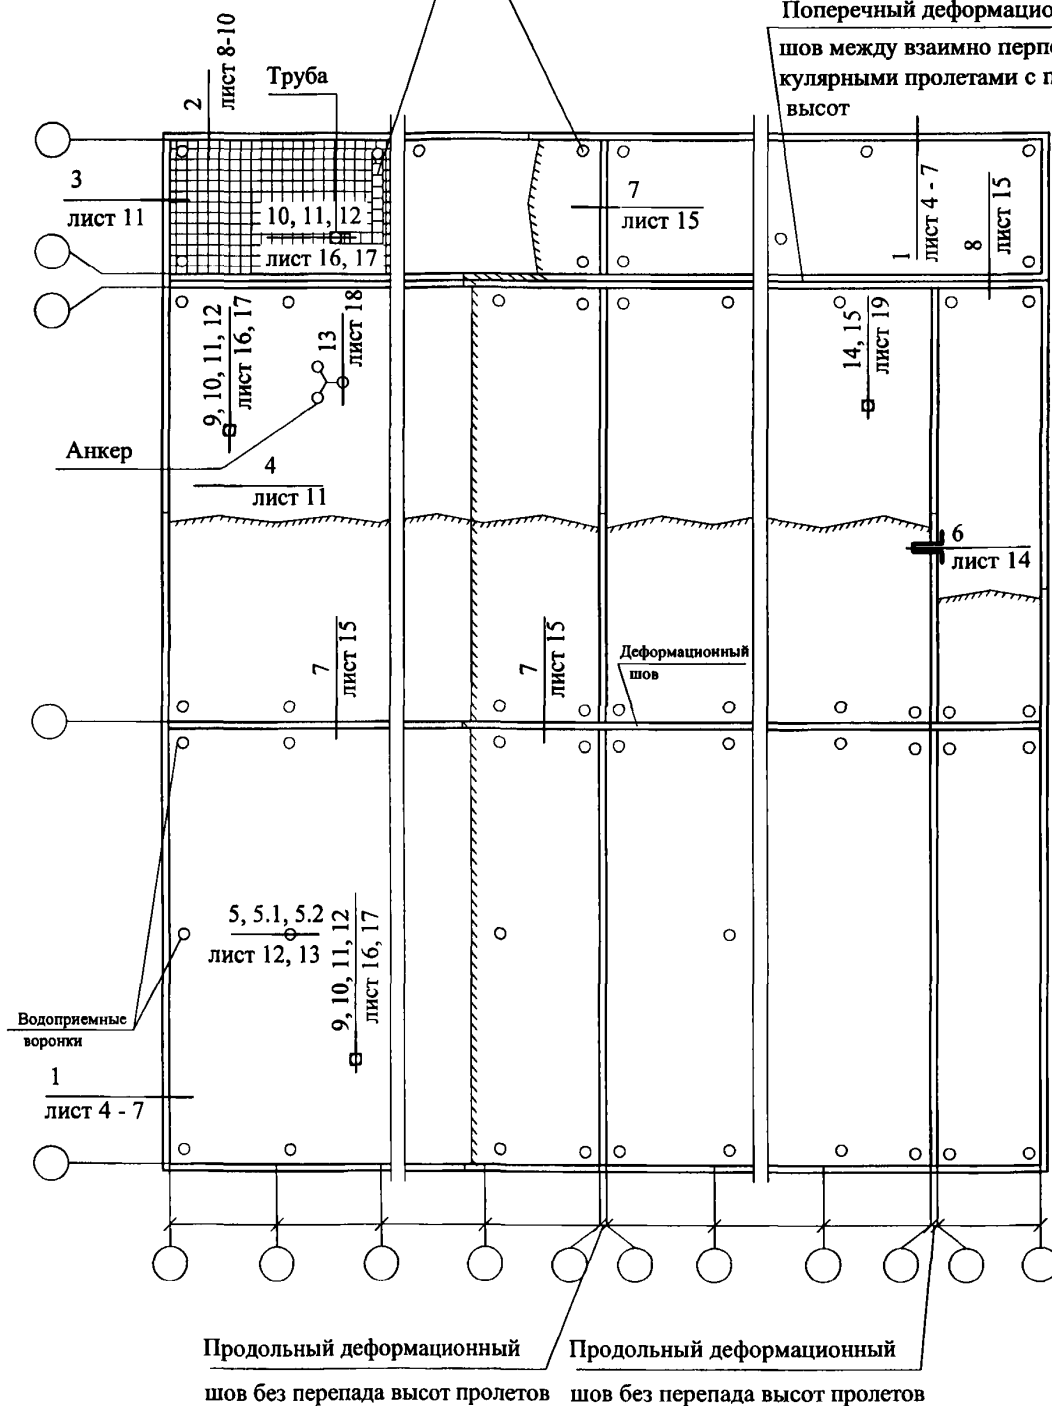 Поперечный деформацио
шов между взаимно перпе
кулярными пролетами с п
высот
2
лист 8-10
Труба
3
лист 11
10, 11, 12
лист 16, 17
7
лист 15
1
лист 4 - 7
8
лист 15
9, 10, 11, 12
лист 16, 17
13
лист 18
14, 15
лист 19
Анкер
4
лист 11
6
лист 14
7
лист 15
7
лист 15
Деформационный
шов
5, 5.1, 5.2
лист 12, 13
9, 10, 11, 12
лист 16, 17
Водоприемные
воронки
1
лист 4 - 7
Продольный деформационный
шов без перепада высот пролетов
Продольный деформационный
шов без перепада высот пролетов